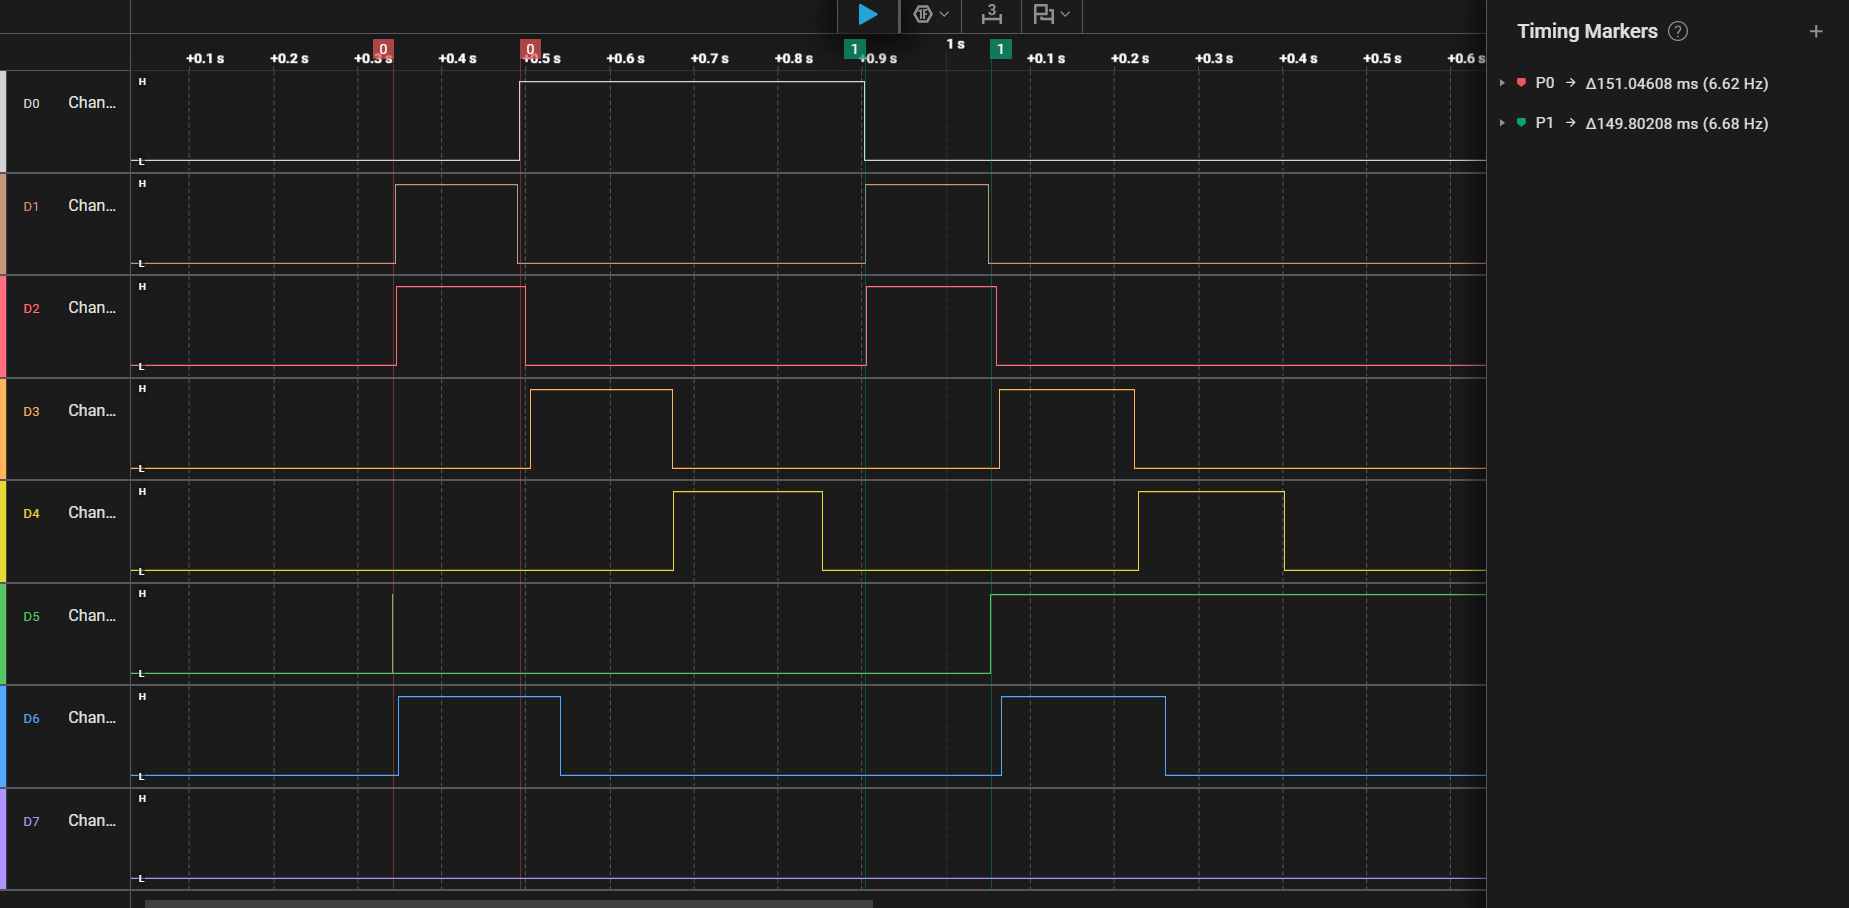 3
Timing Markers ?
+
0 0 1 1 s 1
+0.1 s +0.2 s +0.3 s +0.4 s +0.5 s +0.6 s +0.7 s +0.8 s +0.9 s +0.1 s +0.2 s +0.3 s +0.4 s +0.5 s +0.6 s
P0 → Δ151.04608 ms (6.62 Hz)
P1 → Δ149.80208 ms (6.68 Hz)
H
D0 Chan...
L
H
D1 Chan...
L
H
D2 Chan...
L
H
D3 Chan...
L
H
D4 Chan...
L
H
D5 Chan...
L
H
D6 Chan...
L
H
D7 Chan...
L